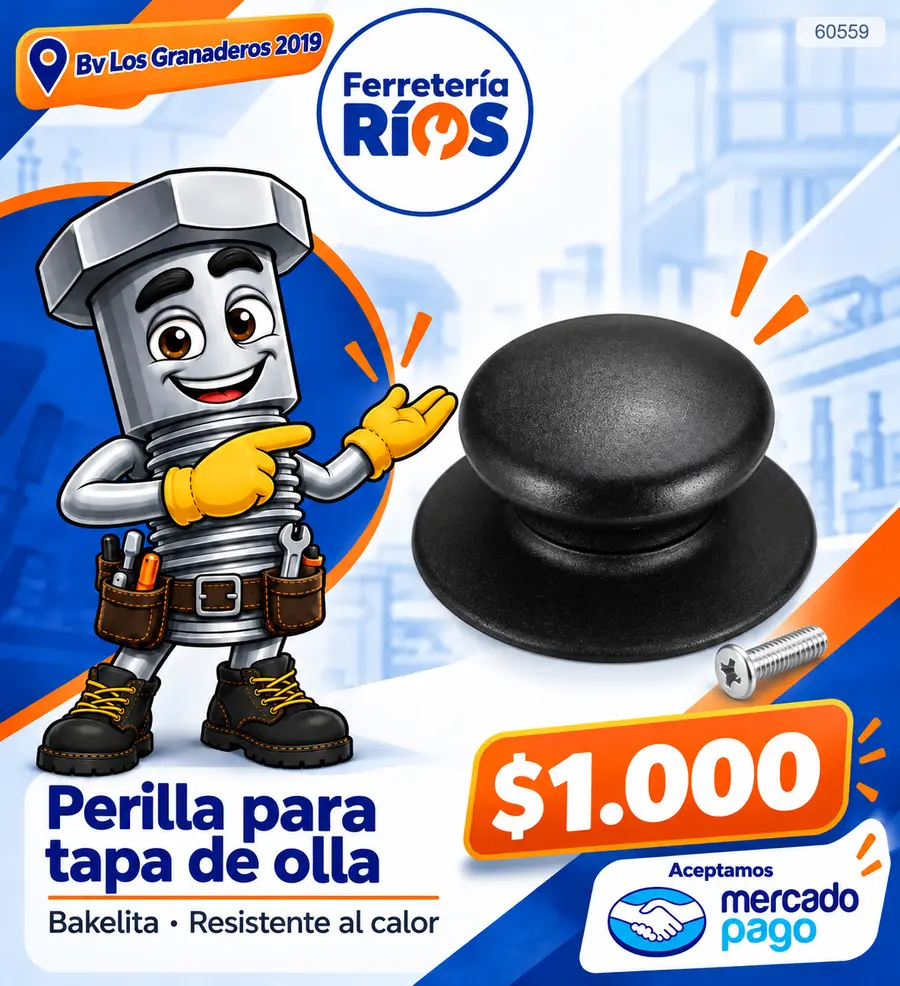 Bv Los Granaderos 2019
60559
Ferretería
RÍOS
$1.000
Perilla para
tapa de olla
Bakelita • Resistente al calor
Aceptamos
mercado
pago